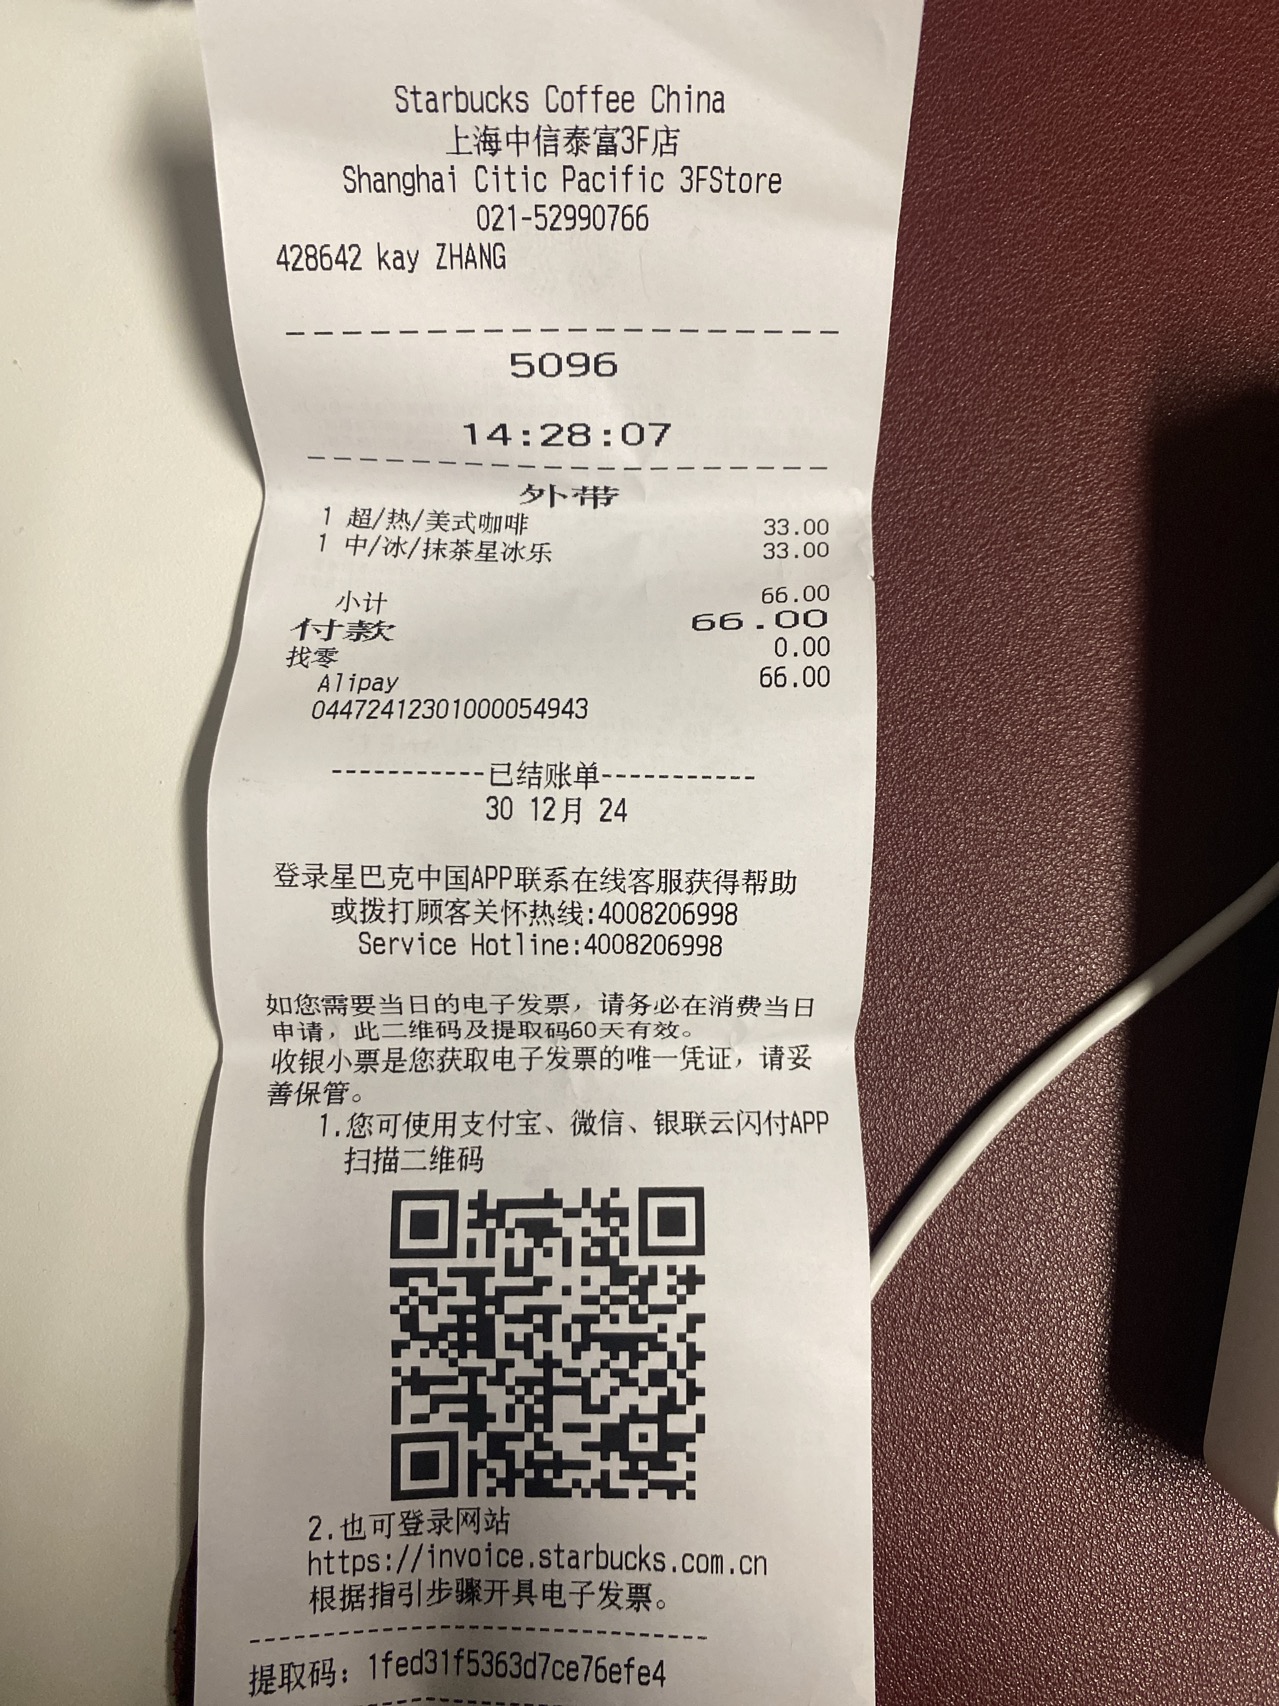 Starbucks Coffee China
上海中信泰富3F店
Shanghai Citic Pacific 3FStore
021-52990766
428642 kay ZHANG
5096
14:28:07
外带
1 超/热/美式咖啡 33.00
1 中/冰/抹茶星冰乐 33.00
小计 66.00
付款 66.00
找零 0.00
Alipay 66.00
04472412301000054943
-----------已结账单-----------
30 12月 24
登录星巴克中国APP联系在线客服获得帮助
或拨打顾客关怀热线:4008206998
Service Hotline:4008206998
如您需要当日的电子发票，请务必在消费当日
申请，此二维码及提取码60天有效。
收银小票是您获取电子发票的唯一凭证，请妥
善保管。
1.您可使用支付宝、微信、银联云闪付APP
扫描二维码
2.也可登录网站
https://invoice.starbucks.com.cn
根据指引步骤开具电子发票。
提取码：1fed31f5363d7ce76efe4